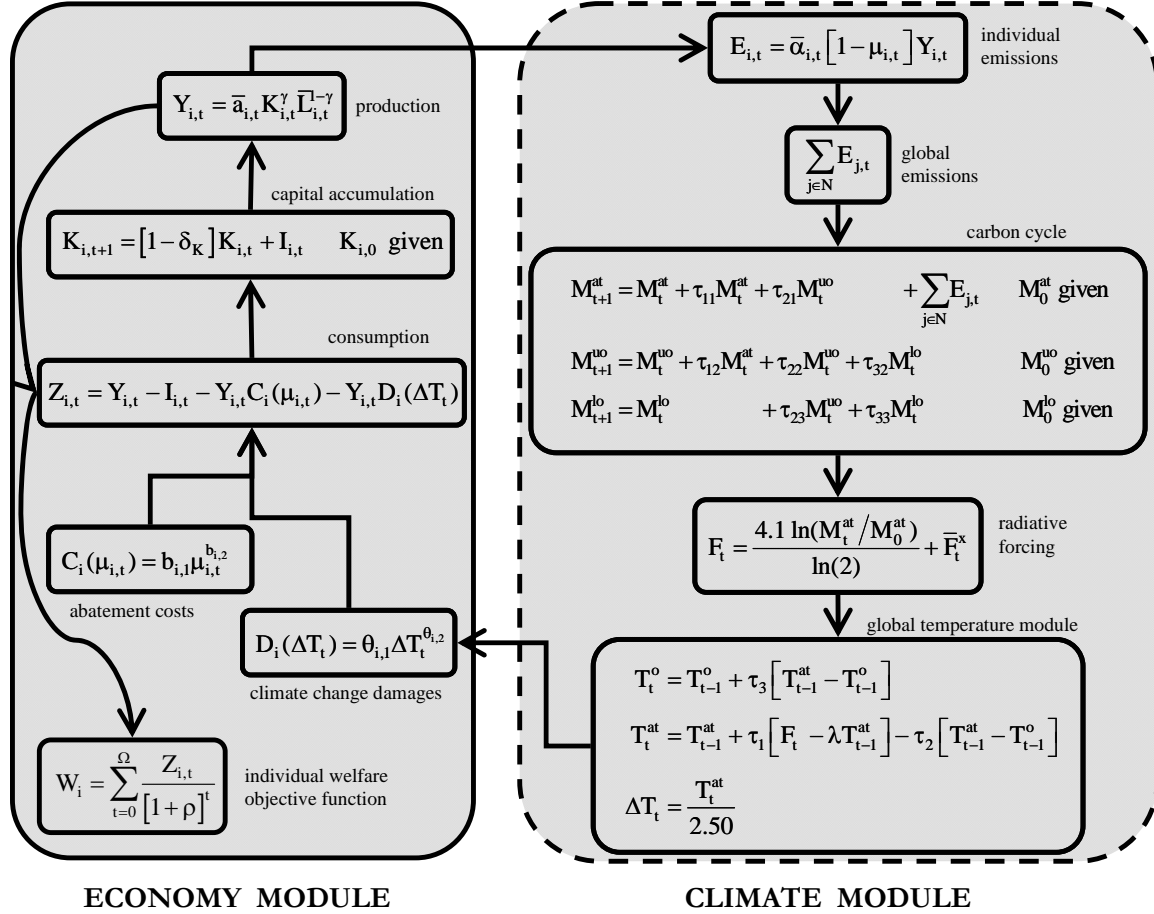 Y_{i,t} = a̅_{i,t} K_{i,t}^{γ} L̅_{i,t}^{1-γ}
production
capital accumulation
K_{i,t+1} = [1 − δ_K] K_{i,t} + I_{i,t} K_{i,0} given
consumption
Z_{i,t} = Y_{i,t} − I_{i,t} − Y_{i,t} C_i(μ_{i,t}) − Y_{i,t} D_i(ΔT_t)
C_i(μ_{i,t}) = b_{i,1} μ_{i,t}^{b_{i,2}}
abatement costs
D_i(ΔT_t) = θ_{i,1} ΔT_t^{θ_{i,2}}
climate change damages
W_i = ∑_{t=0}^{Ω} Z_{i,t} / [1 + ρ]^t
individual welfare
objective function
ECONOMY MODULE
E_{i,t} = α̅_{i,t} [1 − μ_{i,t}] Y_{i,t}
individual
emissions
∑_{j∈N} E_{j,t}
global
emissions
carbon cycle
M_{t+1}^{at} = M_t^{at} + τ_{11} M_t^{at} + τ_{21} M_t^{uo} + ∑_{j∈N} E_{j,t} M_0^{at} given
M_{t+1}^{uo} = M_t^{uo} + τ_{12} M_t^{at} + τ_{22} M_t^{uo} + τ_{32} M_t^{lo} M_0^{uo} given
M_{t+1}^{lo} = M_t^{lo} + τ_{23} M_t^{uo} + τ_{33} M_t^{lo} M_0^{lo} given
F_t = 4.1 ln(M_t^{at} / M_0^{at}) / ln(2) + F̅_t^x
radiative
forcing
global temperature module
T_t^o = T_{t-1}^o + τ_3 [T_{t-1}^{at} − T_{t-1}^o]
T_t^{at} = T_{t-1}^{at} + τ_1 [F_t − λT_{t-1}^{at}] − τ_2 [T_{t-1}^{at} − T_{t-1}^o]
ΔT_t = T_t^{at} / 2.50
CLIMATE MODULE